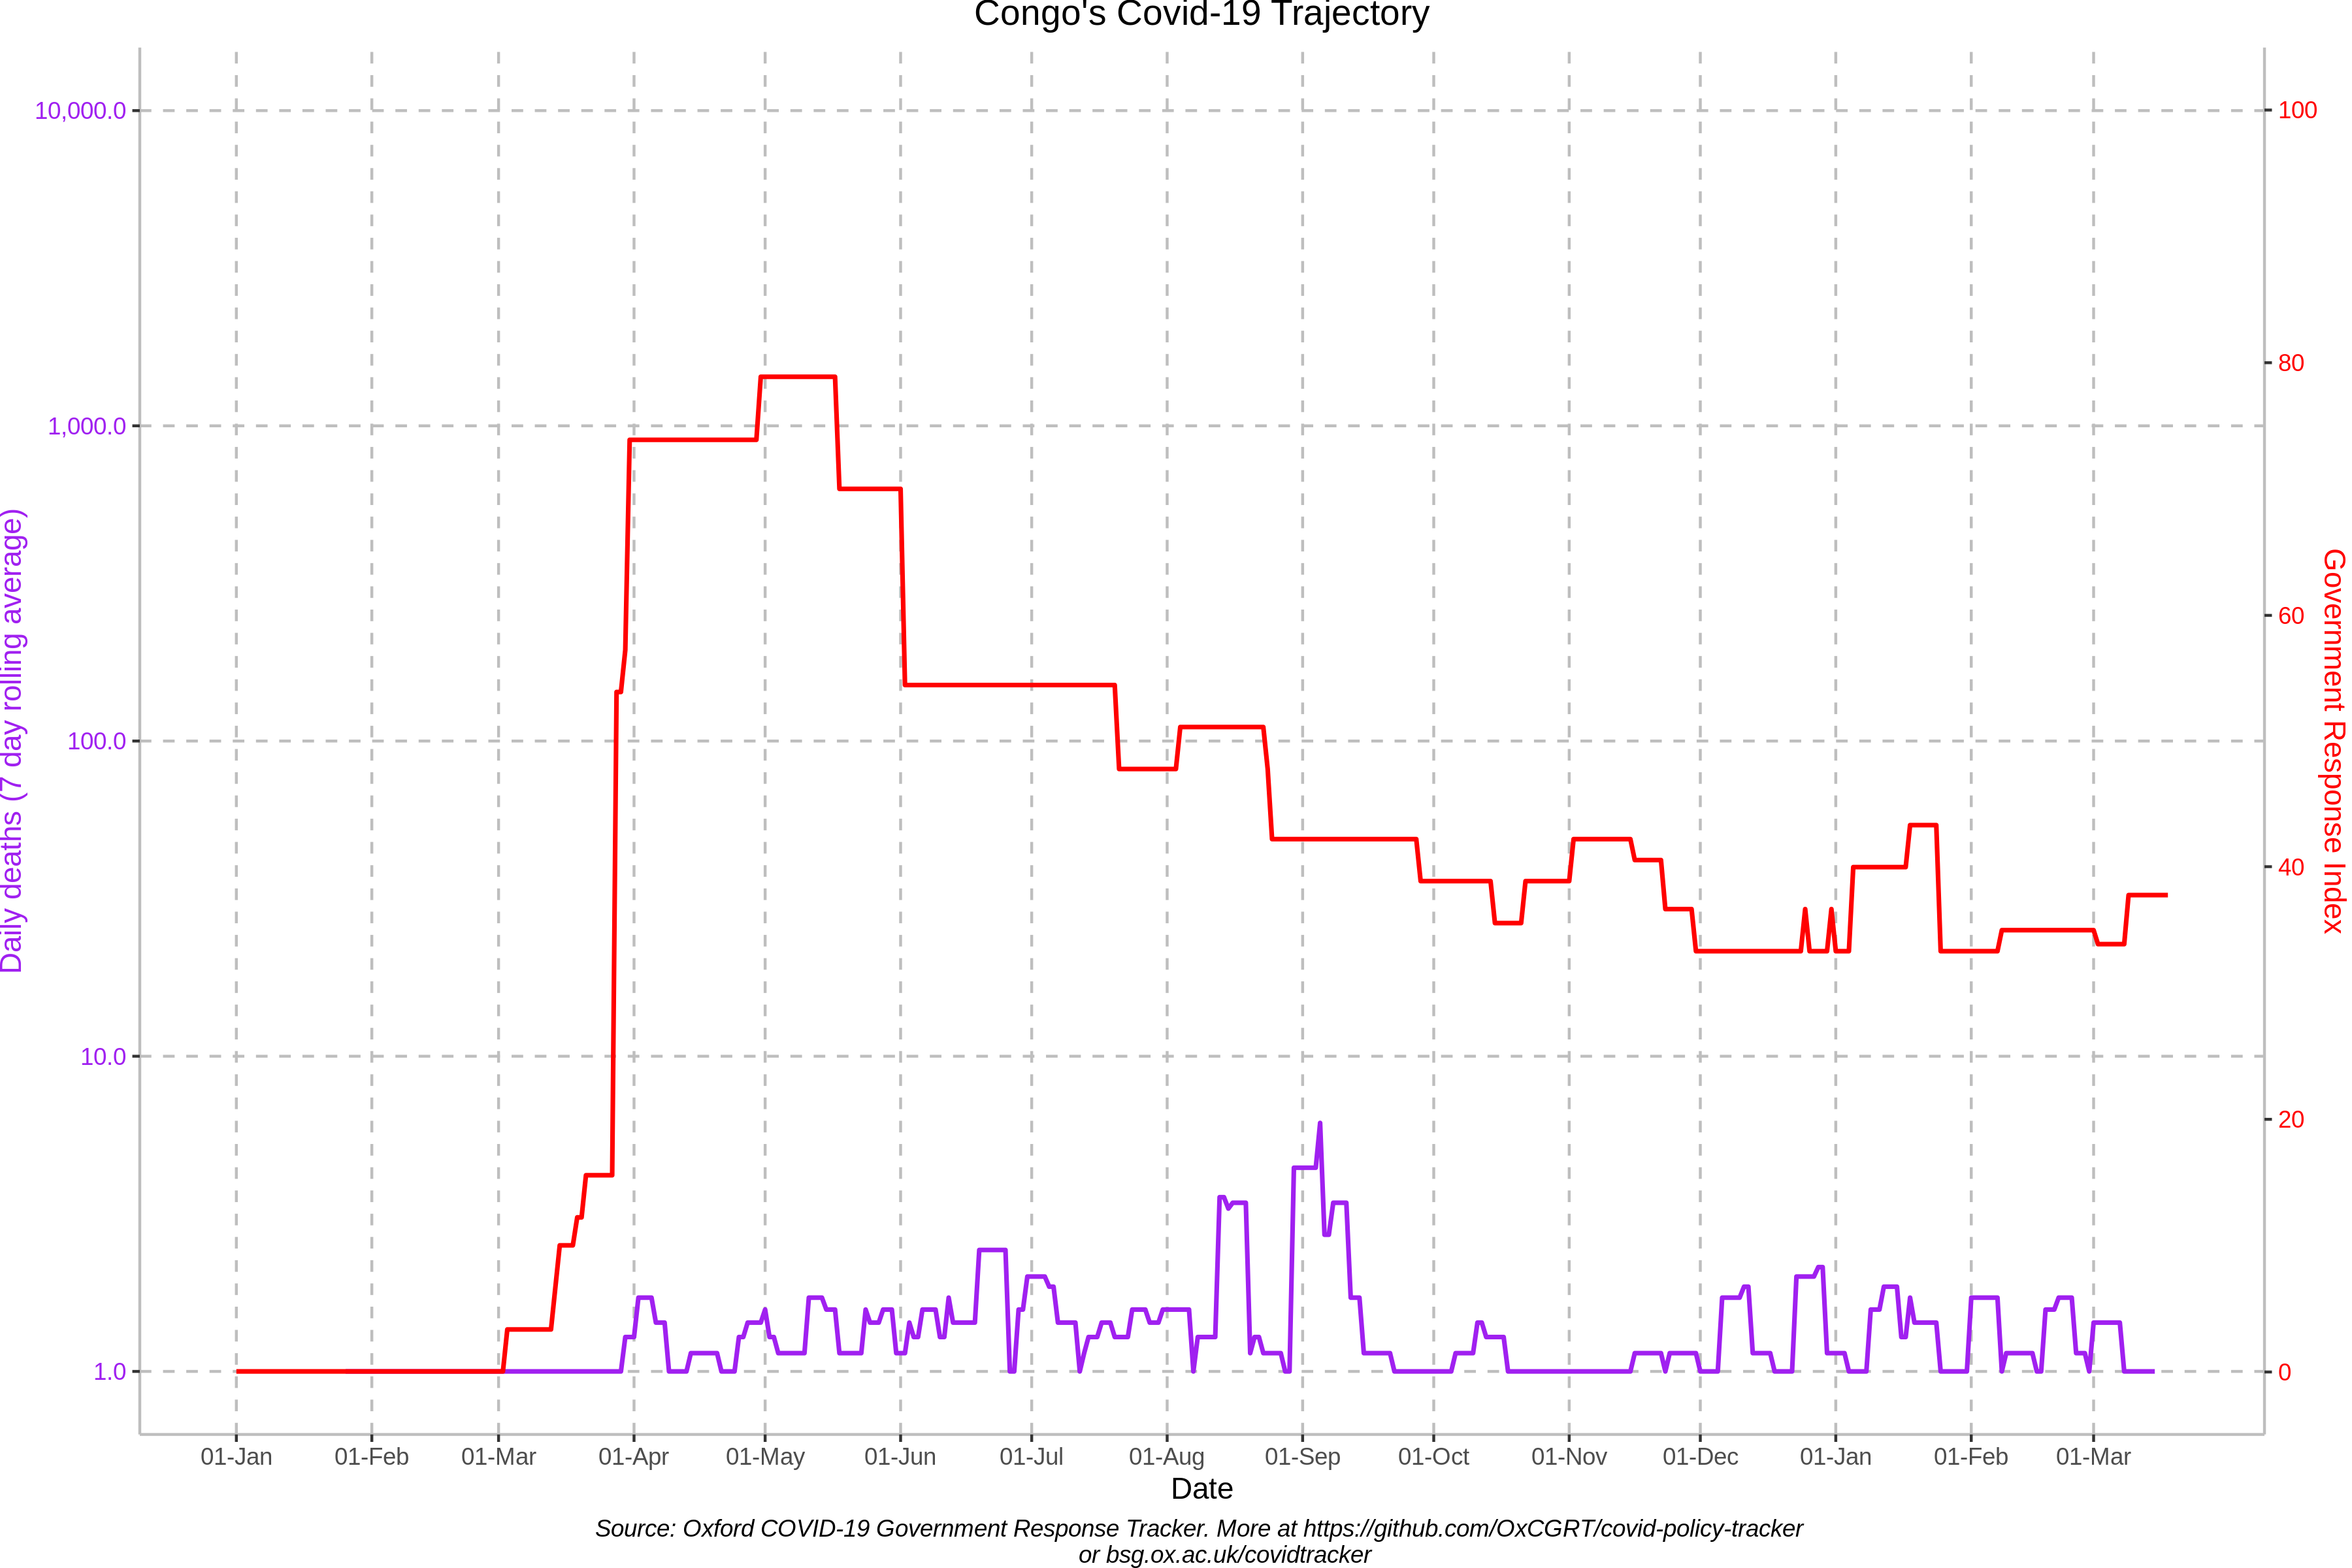 Congo's Covid-19 Trajectory
10,000.0
1,000.0
100.0
10.0
1.0
Daily deaths (7 day rolling average)
100
80
60
40
20
0
Government Response Index
01-Jan 01-Feb 01-Mar 01-Apr 01-May 01-Jun 01-Jul 01-Aug 01-Sep 01-Oct 01-Nov 01-Dec 01-Jan 01-Feb 01-Mar
Date
Source: Oxford COVID-19 Government Response Tracker. More at https://github.com/OxCGRT/covid-policy-tracker
or bsg.ox.ac.uk/covidtracker